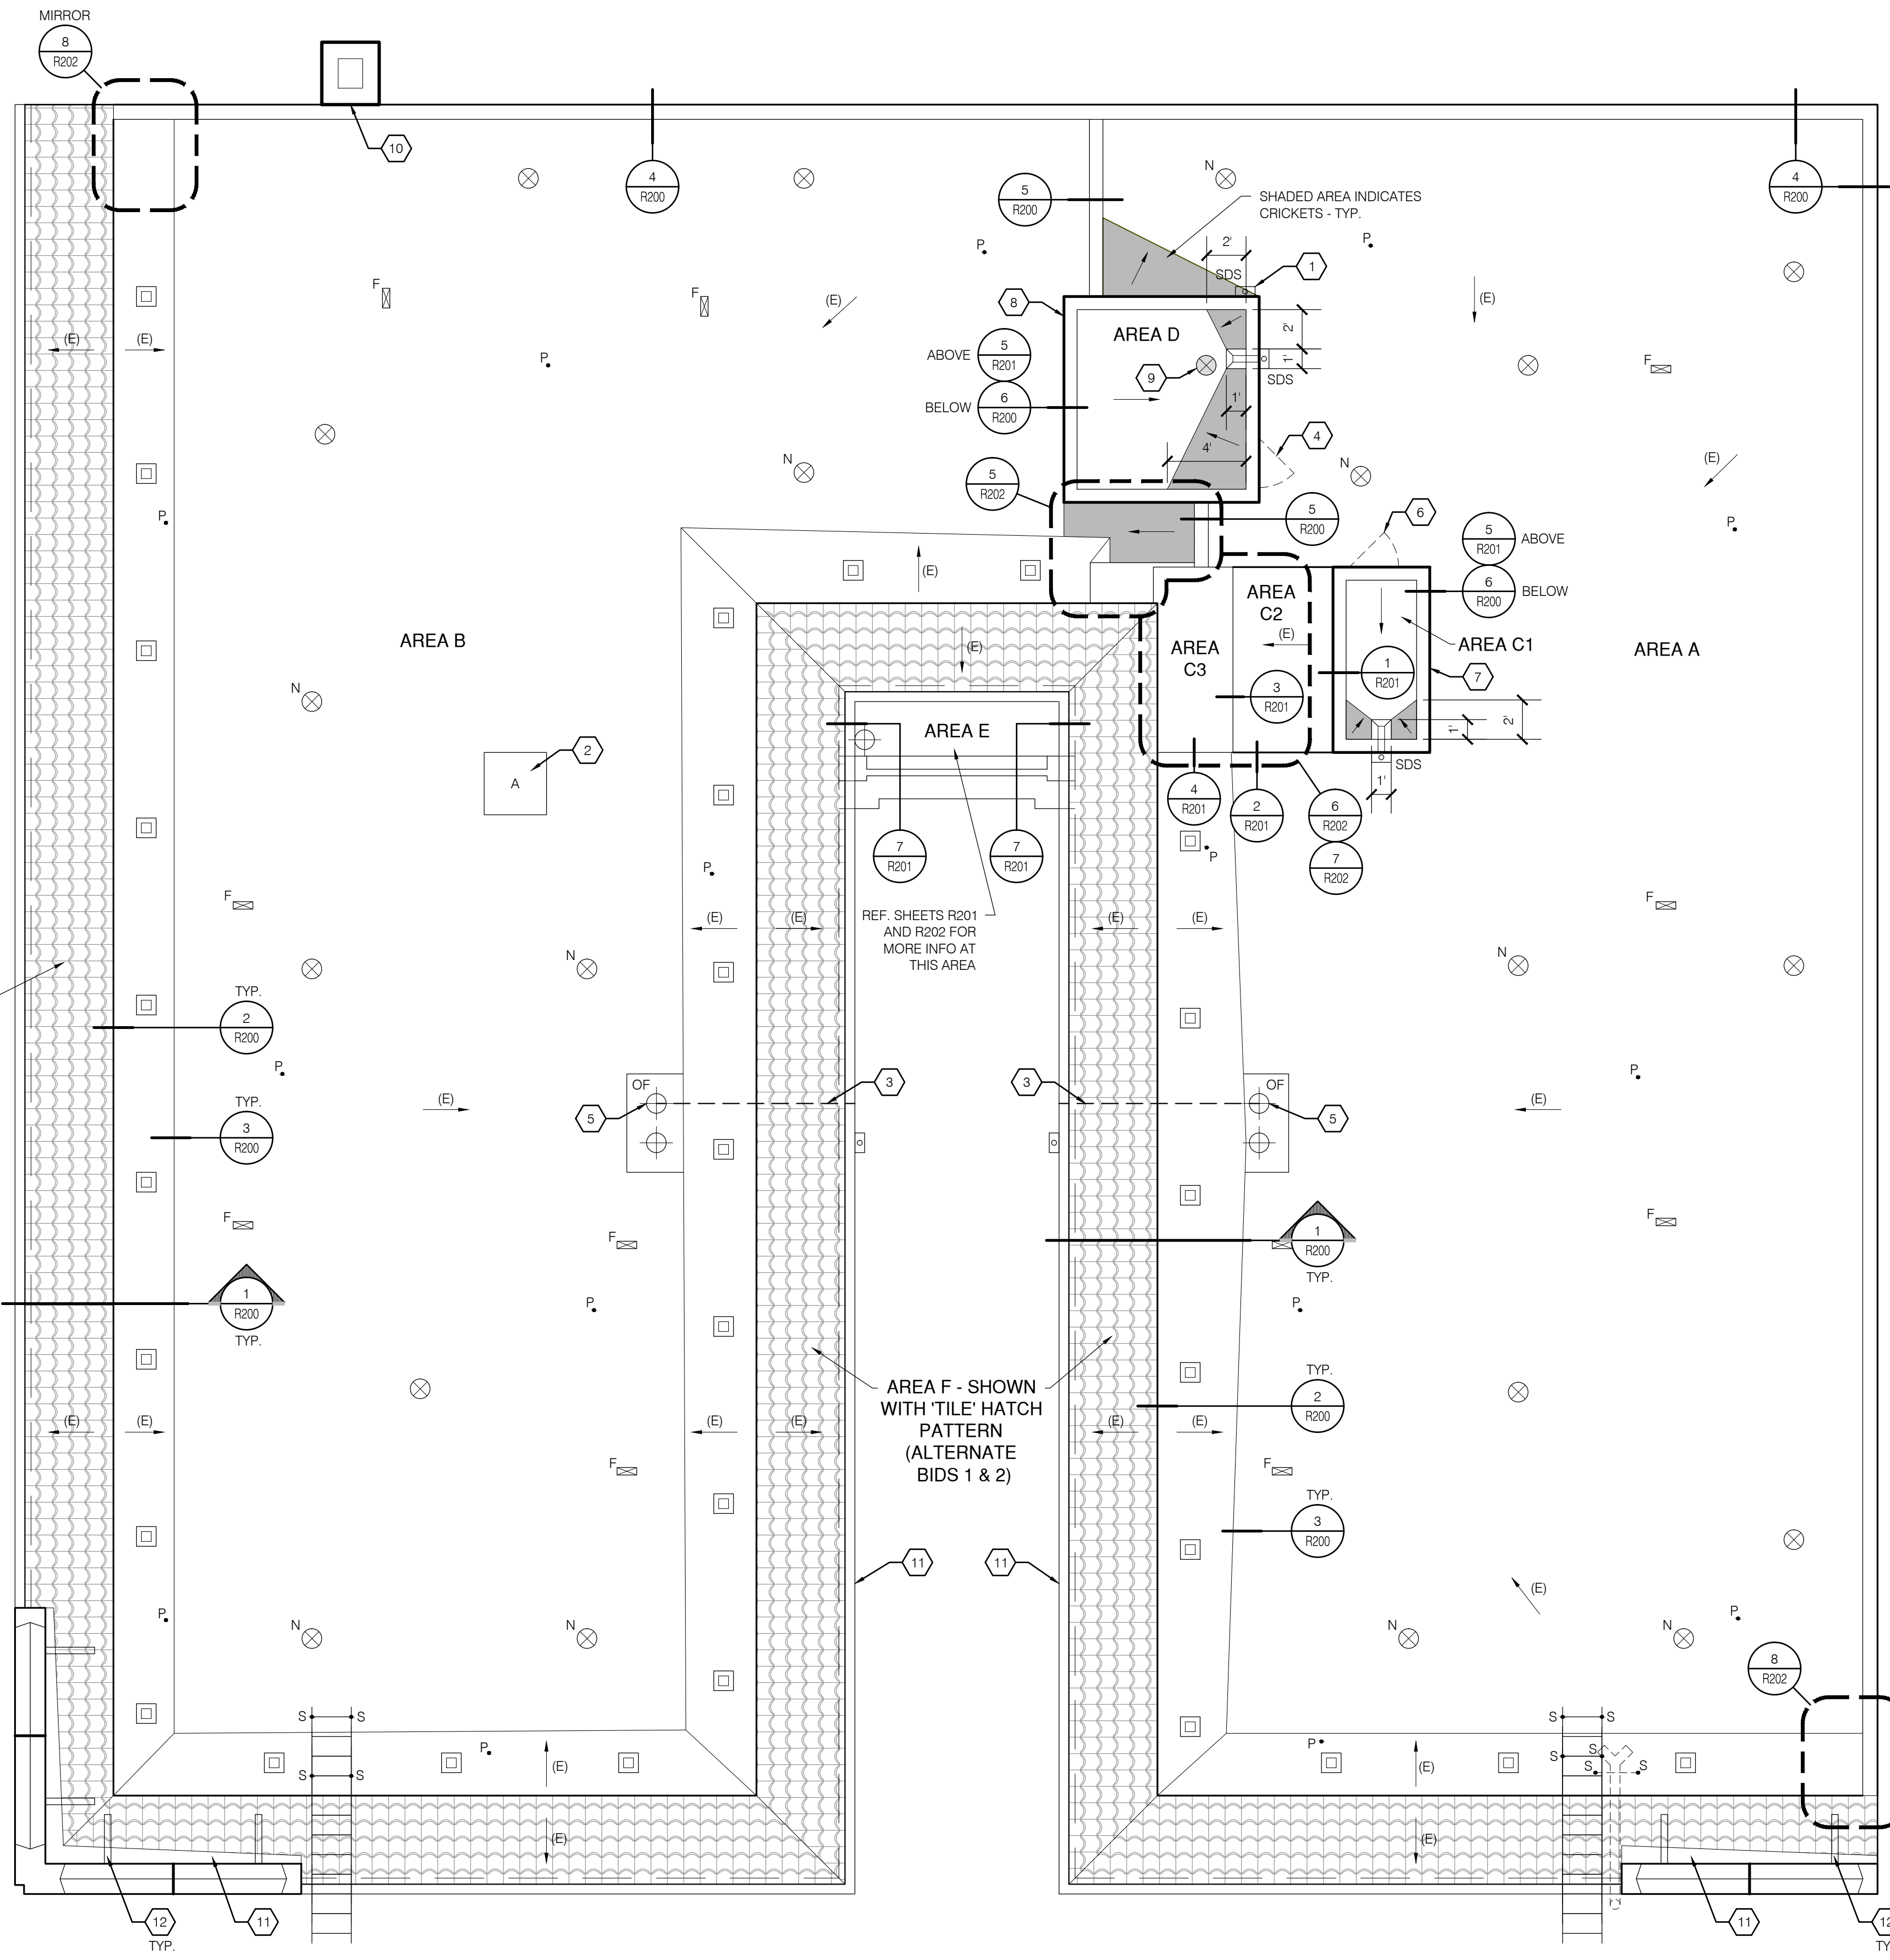 MIRROR
8
R202
10
4
R200
N
5
R200
SHADED AREA INDICATES
CRICKETS - TYP.
4
R200
P
P
2'
SDS
1
F
F
(E)
8
(E)
(E)
(E)
AREA D
2'
1'
SDS
ABOVE
5
R201
9
P
F
BELOW
6
R200
1'
4'
4
N
N
(E)
5
R202
P
5
R200
6
P
5
R201
ABOVE
6
R200
BELOW
(E)
AREA
C2
(E)
AREA B
(E)
AREA
C3
AREA C1
AREA A
1
R201
7
3
R201
N
AREA E
2'
1'
2
A
SDS
1'
4
R201
2
R201
6
R202
7
R202
7
R201
7
R201
P
P
F
F
REF. SHEETS R201
AND R202 FOR
MORE INFO AT
THIS AREA
(E)
(E)
(E)
(E)
N
N
TYP.
2
R200
P
P
OF
3
3
OF
5
5
(E)
(E)
TYP.
3
R200
F
F
F
1
R200
TYP.
1
R200
TYP.
P
P
AREA F - SHOWN
WITH 'TILE' HATCH
PATTERN
(ALTERNATE
BIDS 1 & 2)
TYP.
2
R200
(E)
(E)
(E)
(E)
(E)
(E)
F
F
TYP.
3
R200
11
11
(E)
P
P
N
N
N
N
8
R202
S
S
S
S
P
P
S
S
S
S
S
S
(E)
(E)
(E)
(E)
12
TYP.
11
11
12